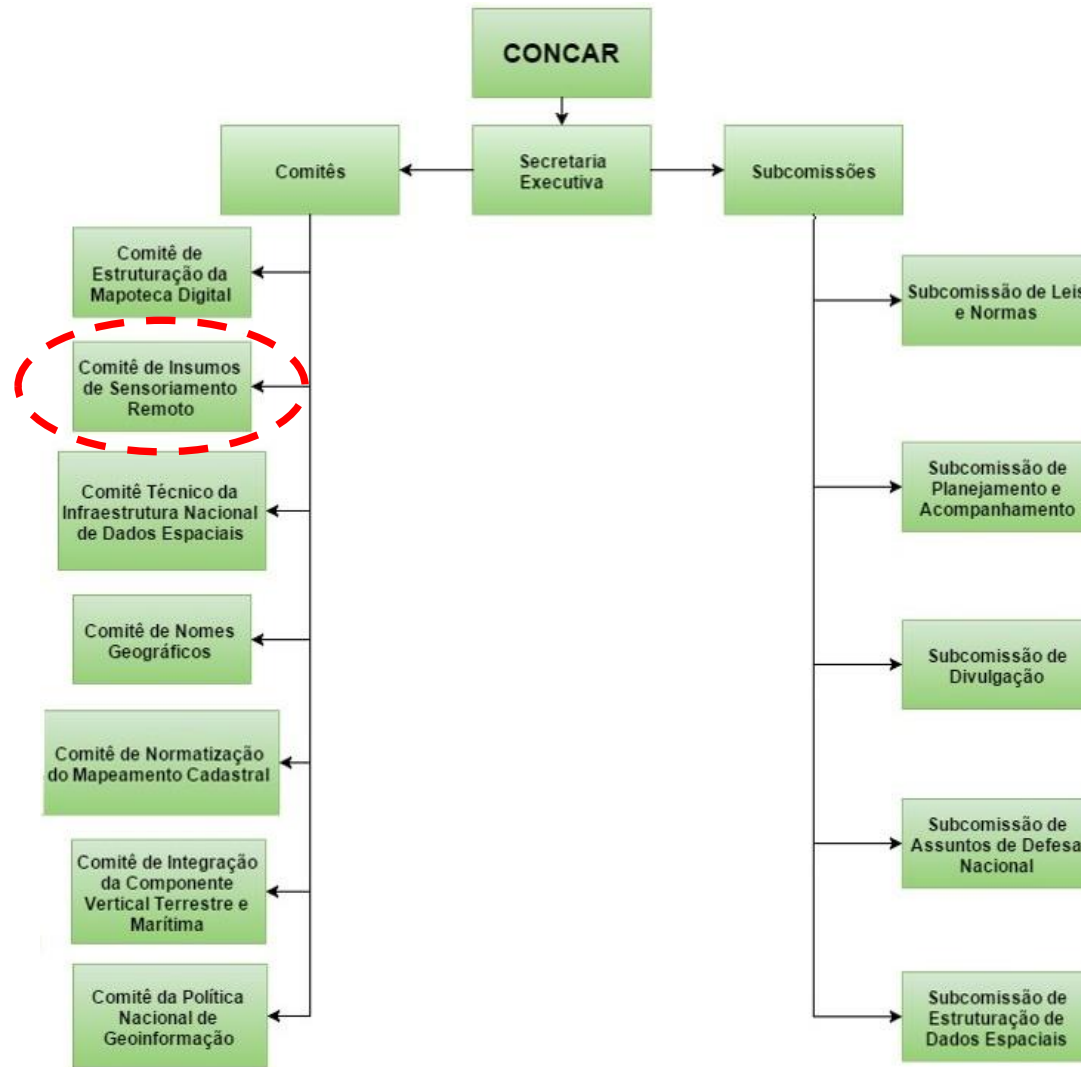 CONCAR
Comitês
Secretaria
Executiva
Subcomissões
Comitê de
Estruturação da
Mapoteca Digital
Comitê de Insumos
de Sensoriamento
Remoto
Comitê Técnico da
Infraestrutura Nacional
de Dados Espaciais
Comitê de Nomes
Geográficos
Comitê de Normatização
do Mapeamento Cadastral
Comitê de Integração
da Componente
Vertical Terrestre e
Marítima
Comitê da Política
Nacional de
Geoinformação
Subcomissão de Leis
e Normas
Subcomissão de
Planejamento e
Acompanhamento
Subcomissão de
Divulgação
Subcomissão de
Assuntos de Defesa
Nacional
Subcomissão de
Estruturação de
Dados Espaciais